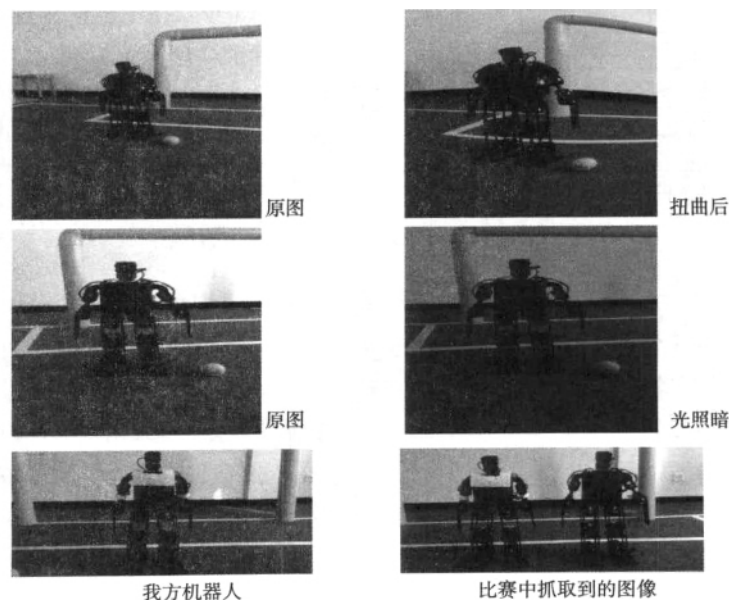 原图
扭曲后
原图
光照暗
我方机器人
比赛中抓取到的图像